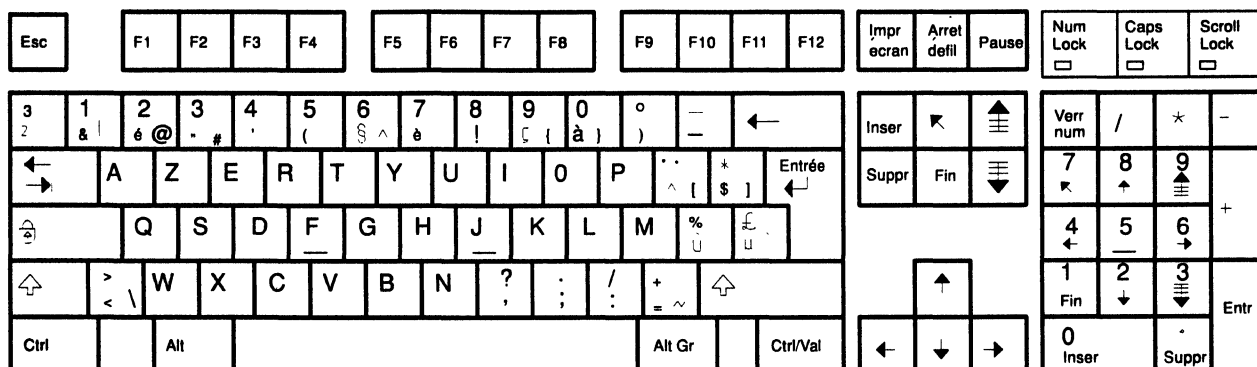 Esc F1 F2 F3 F4 F5 F6 F7 F8 F9 F10 F11 F12 Impr écran Arret défil Pause Num Lock Caps Lock Scroll Lock
3 1 2 3 4 5 6 7 8 9 0 ° _
2 & | é @ " # ' ( § ^ è ! ç { à } ) —
Inser Verr num / * -
A Z E R T Y U I O P ¨ * Entrée
^ [ $ ]
Suppr Fin 7 8 9 +
Q S D F G H J K L M % £
ù µ `
4 5 6
> W X C V B N ? . / +
< \ , ; : = ~
1 2 3
Fin Entr
Ctrl Alt Alt Gr Ctrl/Val 0 .
Inser Suppr